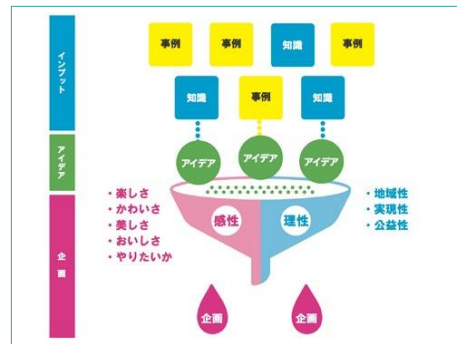 インプット
事例
事例
知識
事例
知識
事例
知識
アイデア
アイデア
アイデア
アイデア
・楽しさ
・かわいさ
・美しさ
・おいしさ
・やりたいか
感性
理性
・地域性
・実現性
・公益性
企画
企画
企画